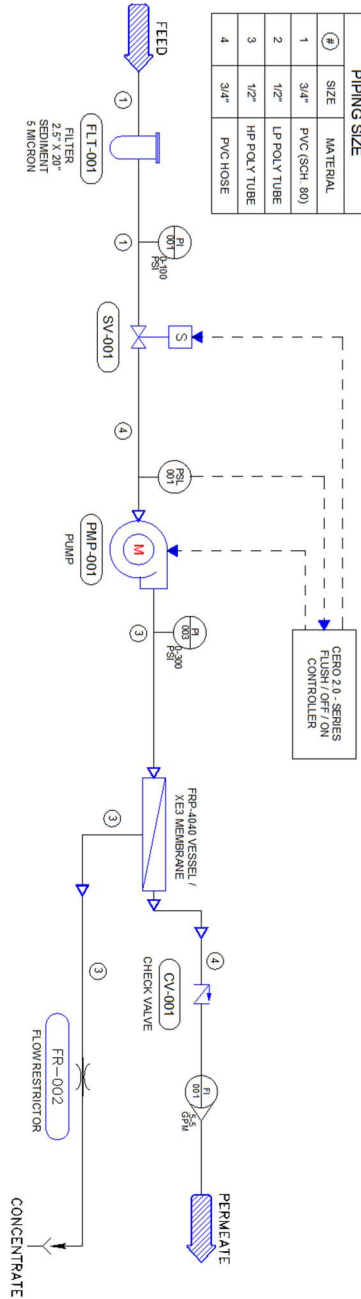 PIPING SIZE
# SIZE MATERIAL
1 3/4" PVC (SCH. 80)
2 1/2" LP POLY TUBE
3 1/2" HP POLY TUBE
4 3/4" PVC HOSE
FEED
1
FLT-001
FILTER
2.5" X 20"
SEDIMENT
5 MICRON
1
PI
001
0-100
PSI
S
SV-001
4
PSL
001
M
PMP-001
PUMP
CERO 2.0 - SERIES
FLUSH / OFF / ON
CONTROLLER
3
PI
003
0-300
PSI
FRP-4040 VESSEL /
XE3 MEMBRANE
3
4
CV-001
CHECK VALVE
FI
001
.5-5
GPM
PERMEATE
3
FR-002
FLOW RESTRICTOR
CONCENTRATE